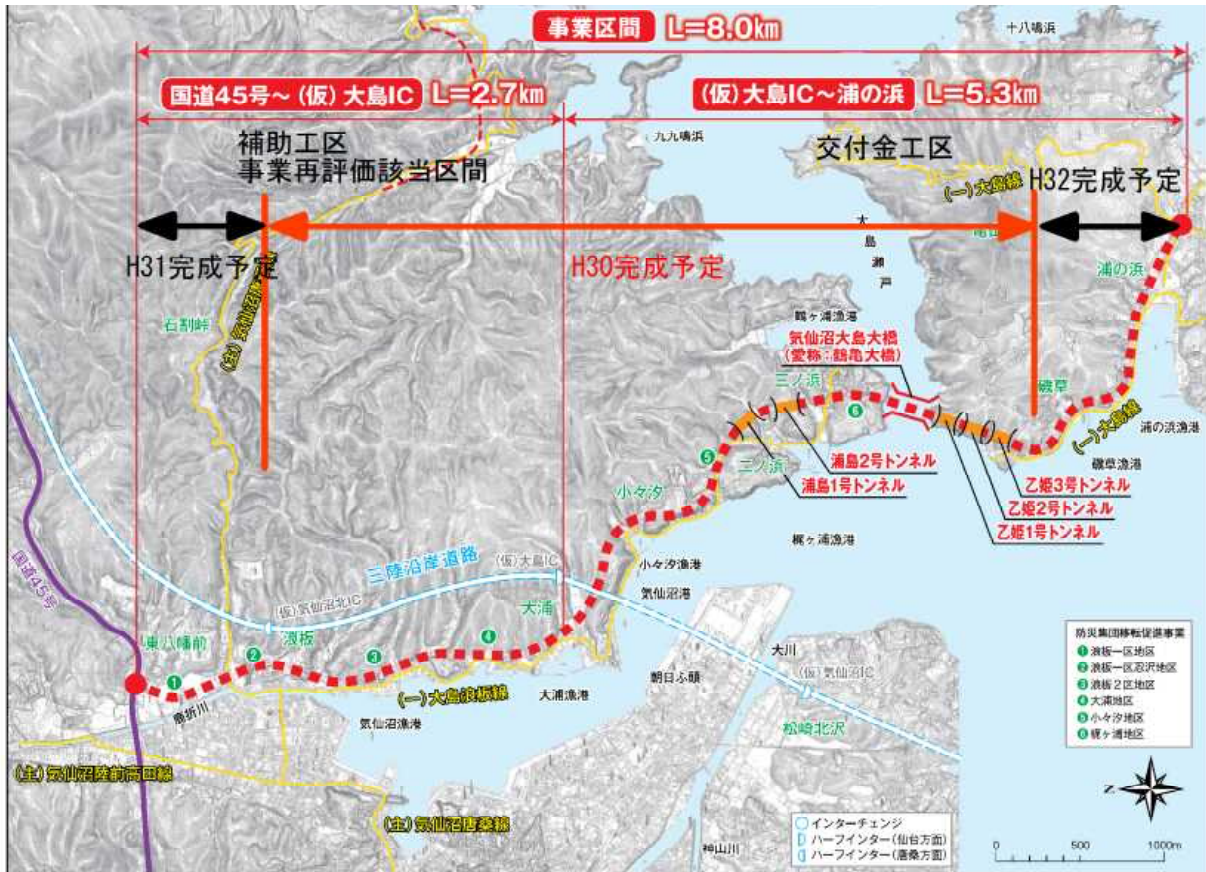 事業区間 L=8.0km
十八鳴浜
国道45号～(仮)大島IC L=2.7km
(仮)大島IC～浦の浜 L=5.3km
補助工区
事業再評価該当区間
九九鳴浜
交付金工区
(一)大島線
H32完成予定
H31完成予定
H30完成予定
大島瀬戸
浦の浜
石割峠
鶴ヶ浦漁港
気仙沼大島大橋
(愛称:鶴亀大橋)
三ノ浜
磯草
(一)大島線
浦の浜漁港
磯草漁港
⑥
⑤
二ノ浜
浦島2号トンネル
浦島1号トンネル
乙姫3号トンネル
乙姫2号トンネル
乙姫1号トンネル
小々汐
梶ヶ浦漁港
国道45号
三陸沿岸道路
(仮)大島IC
小々汐漁港
気仙沼港
(仮)気仙沼北IC
大浦
東八幡前
浪板
①
②
③
④
(一)大島浪板線
大浦漁港
朝日ふ頭
大川
(仮)気仙沼IC
鹿折川
気仙沼漁港
松崎北沢
(主)気仙沼陸前高田線
(主)気仙沼唐桑線
神山川
防災集団移転促進事業
①浪板一区地区
②浪板一区忍沢地区
③浪板2区地区
④大浦地区
⑤小々汐地区
⑥梶ヶ浦地区
Z
インターチェンジ
ハーフインター(仙台方面)
ハーフインター(唐桑方面)
0 500 1000m